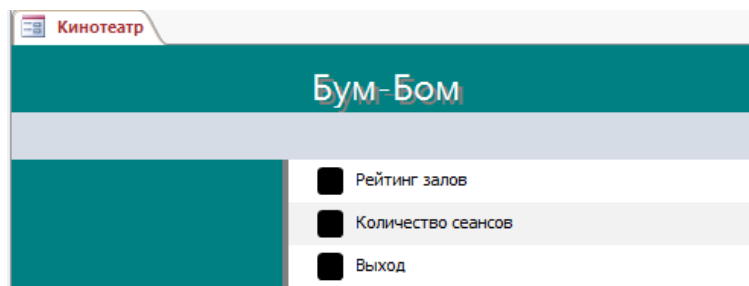 Кинотеатр
Бум-Бом
Рейтинг залов
Количество сеансов
Выход